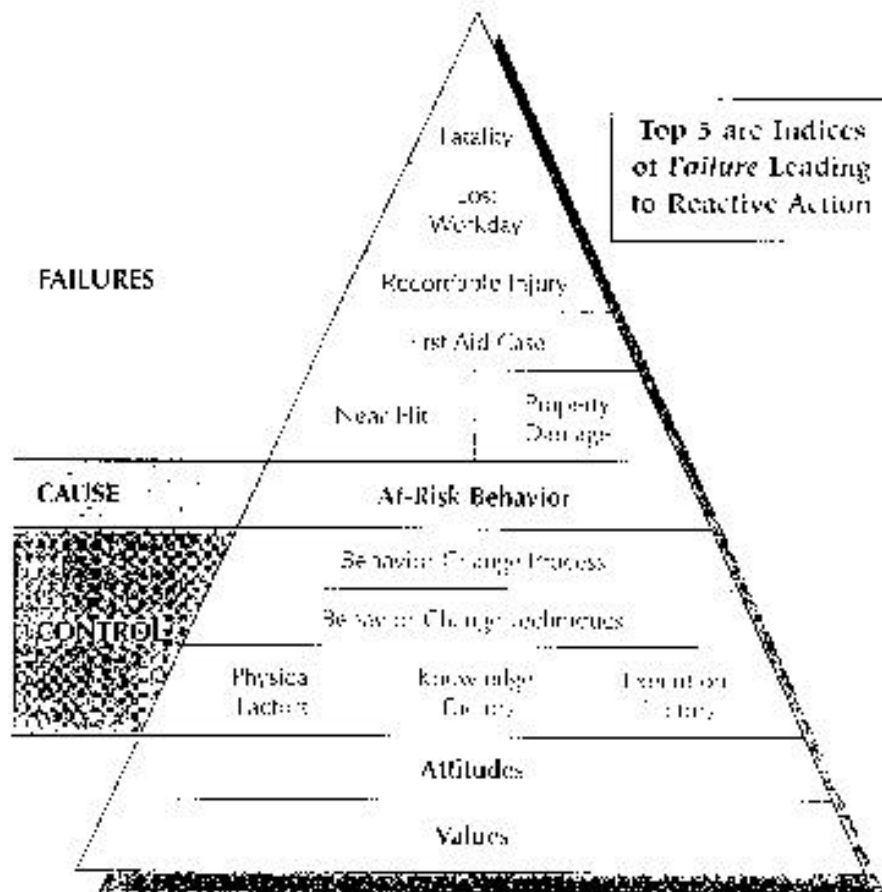 Fatality
Top 5 are Indices
of Failure Leading
to Reactive Action
Lost
Workday
FAILURES
Recordable Injury
First Aid Case
Near Hit
Property
Damage
CAUSE
At-Risk Behavior
Behavior Change Process
Behavior Change Techniques
CONTROL
Physical
Factors
Knowledge
Factors
Execution
Factors
Attitudes
Values